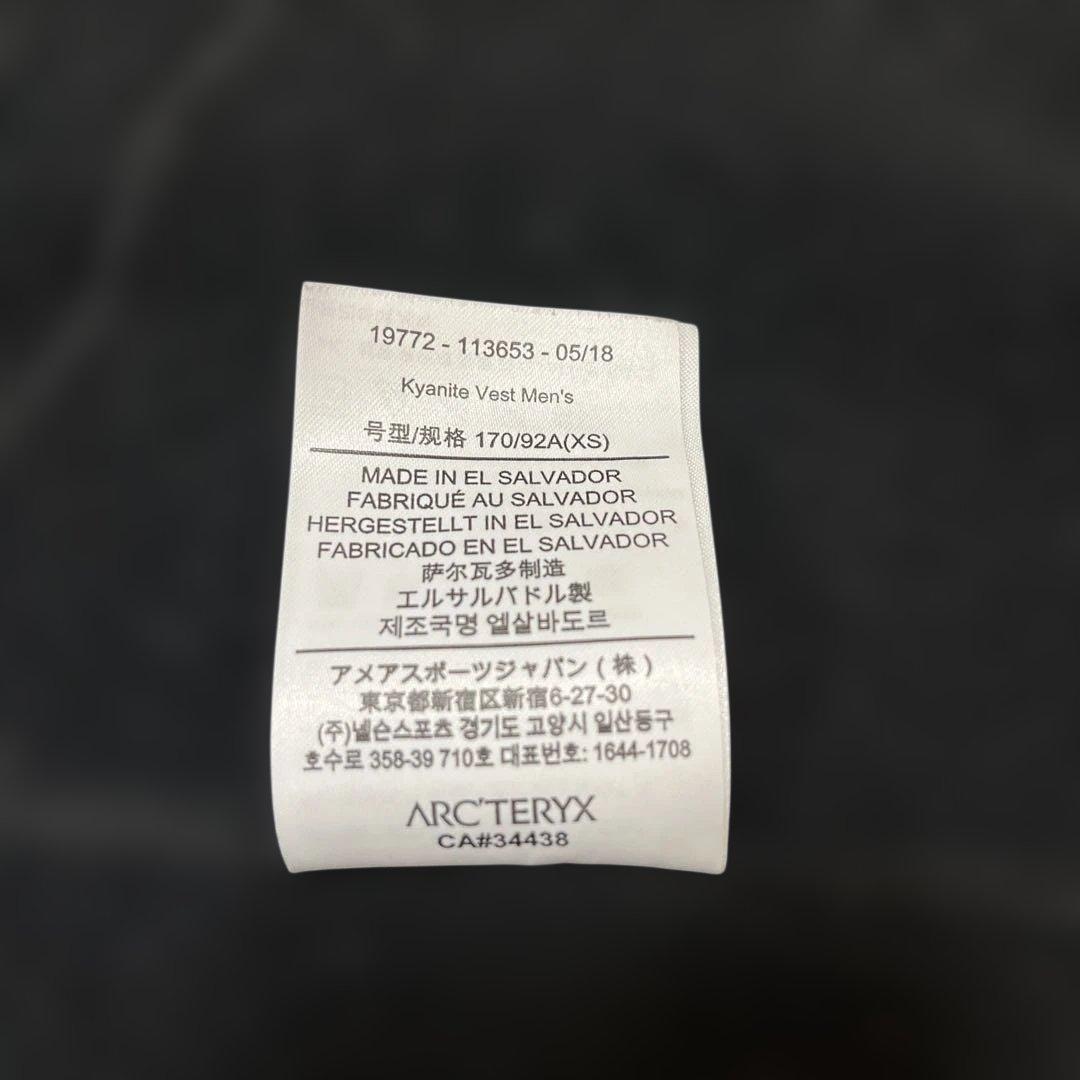 19772 - 113653 - 05/18
Kyanite Vest Men's
号型/规格 170/92A(XS)
MADE IN EL SALVADOR
FABRIQUÉ AU SALVADOR
HERGESTELLT IN EL SALVADOR
FABRICADO EN EL SALVADOR
萨尔瓦多制造
エルサルバドル製
제조국명 엘살바도르
アメアスポーツジャパン ( 株 )
東京都新宿区新宿6-27-30
(주)넬슨스포츠 경기도 고양시 일산동구
호수로 358-39 710호 대표번호: 1644-1708
ARC'TERYX
CA#34438